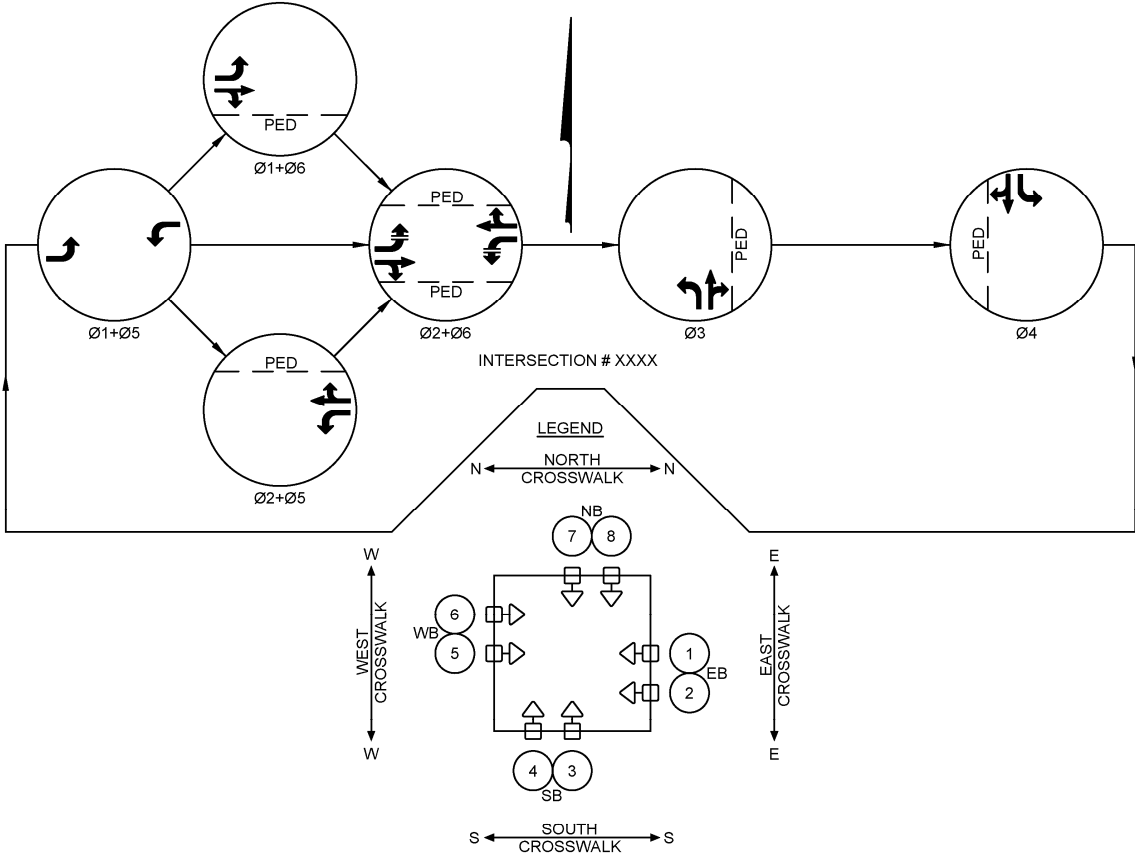 PED
Ø1+Ø6
Ø1+Ø5
PED
PED
Ø2+Ø6
PED
Ø3
PED
Ø4
PED
Ø2+Ø5
INTERSECTION # XXXX
LEGEND
N NORTH N
CROSSWALK
NB
7 8
W
WEST
CROSSWALK
W
6
WB
5
1
EB
2
E
EAST
CROSSWALK
E
4 3
SB
S SOUTH S
CROSSWALK